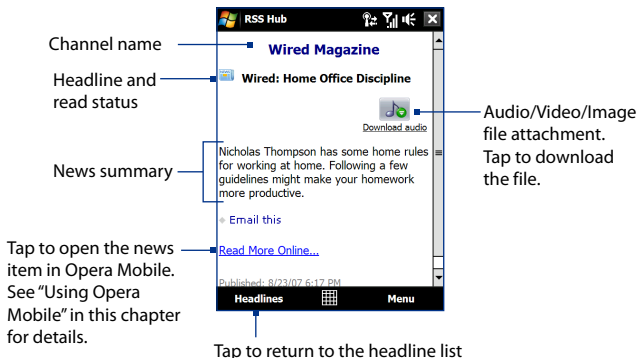 RSS Hub
Channel name
Wired Magazine
Headline and
read status
Wired: Home Office Discipline
Download audio
Audio/Video/Image
file attachment.
Tap to download
the file.
News summary
Nicholas Thompson has some home rules
for working at home. Following a few
guidelines might make your homework
more productive.
Email this
Tap to open the news
item in Opera Mobile.
See “Using Opera
Mobile” in this chapter
for details.
Read More Online...
Published: 8/23/07 6:17 PM
Headlines
Menu
Tap to return to the headline list